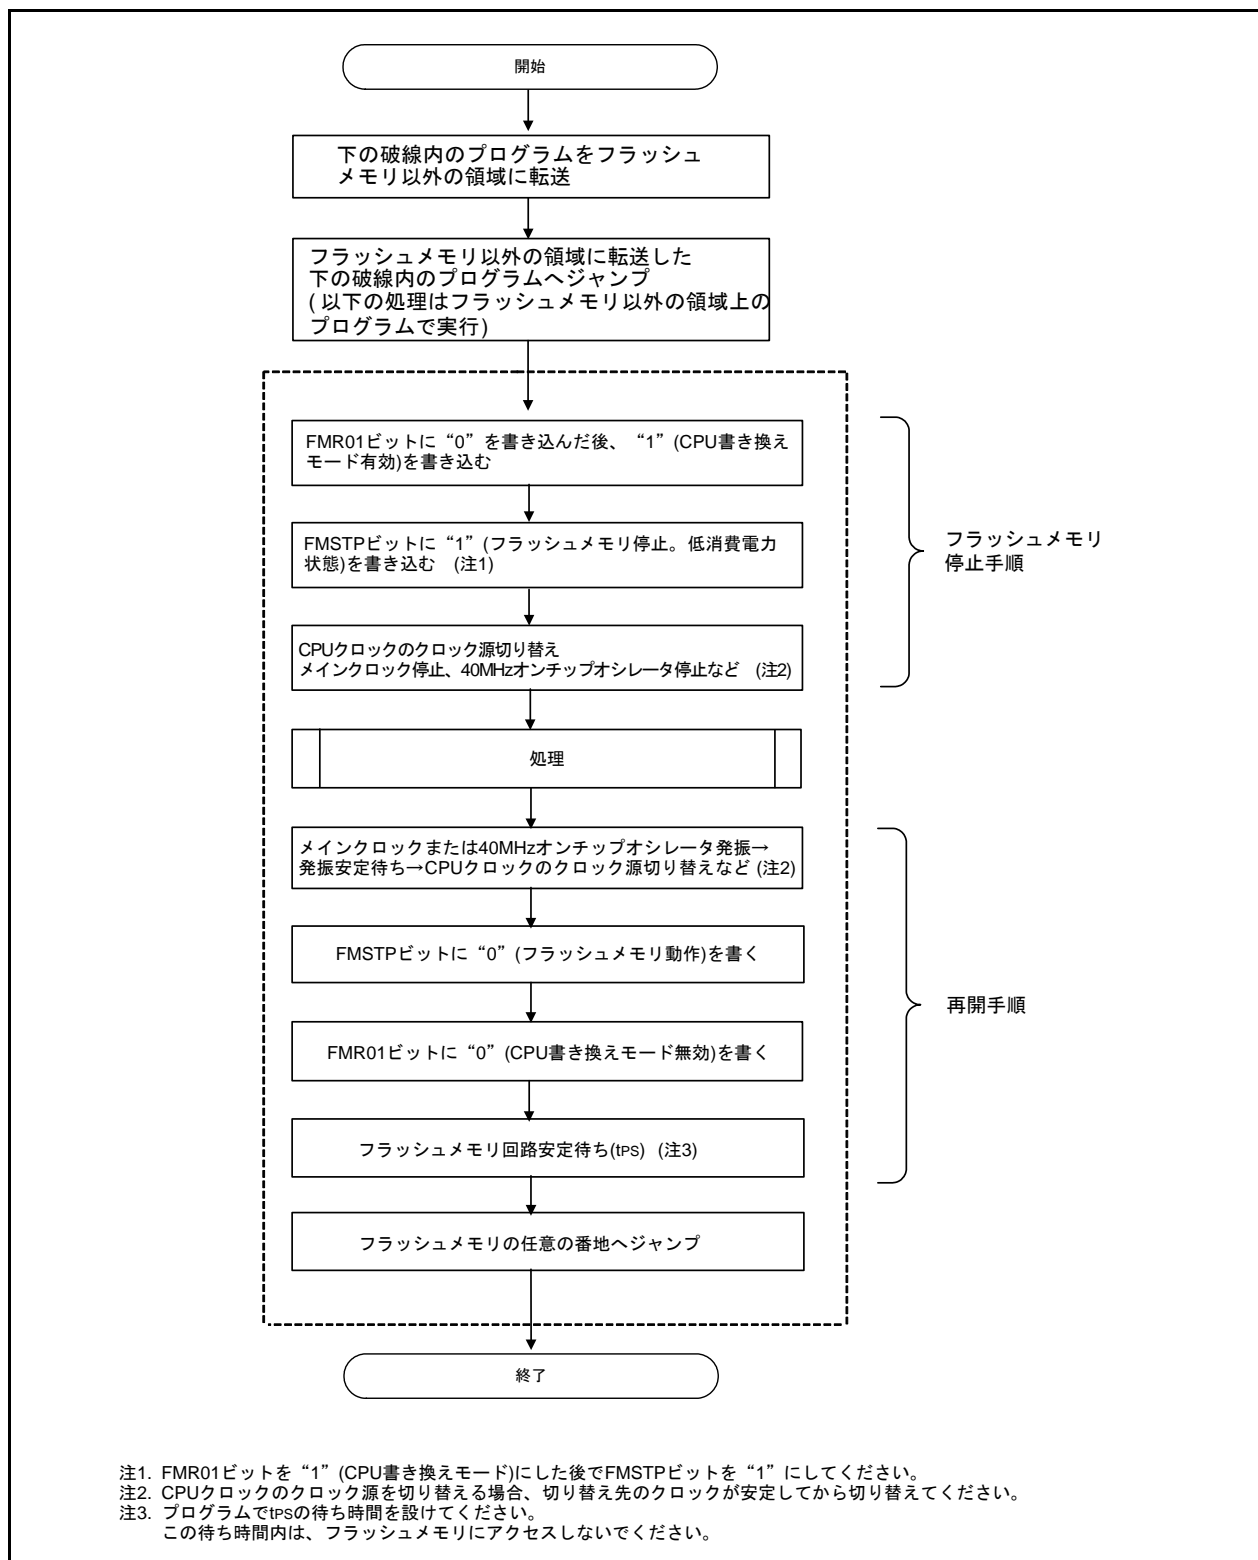 開始
下の破線内のプログラムをフラッシュ
メモリ以外の領域に転送
フラッシュメモリ以外の領域に転送した
下の破線内のプログラムへジャンプ
(以下の処理はフラッシュメモリ以外の領域上の
プログラムで実行)
FMR01ビットに“0”を書き込んだ後、“1”(CPU書き換え
モード有効)を書き込む
FMSTPビットに“1”(フラッシュメモリ停止。低消費電力
状態)を書き込む (注1)
CPUクロックのクロック源切り替え
メインクロック停止、40MHzオンチップオシレータ停止など (注2)
フラッシュメモリ
停止手順
処理
メインクロックまたは40MHzオンチップオシレータ発振→
発振安定待ち→CPUクロックのクロック源切り替えなど (注2)
FMSTPビットに“0”(フラッシュメモリ動作)を書く
FMR01ビットに“0”(CPU書き換えモード無効)を書く
フラッシュメモリ回路安定待ち(tPS) (注3)
再開手順
フラッシュメモリの任意の番地へジャンプ
終了
注1. FMR01ビットを“1”(CPU書き換えモード)にした後でFMSTPビットを“1”にしてください。
注2. CPUクロックのクロック源を切り替える場合、切り替え先のクロックが安定してから切り替えてください。
注3. プログラムでtPSの待ち時間を設けてください。
この待ち時間内は、フラッシュメモリにアクセスしないでください。